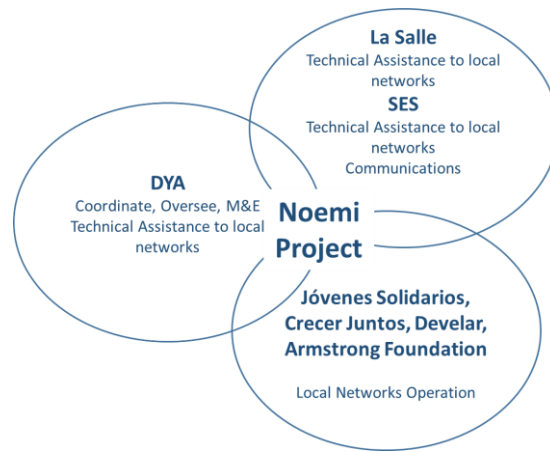 La Salle
Technical Assistance to local
networks
SES
Technical Assistance to local
networks
Communications
DYA
Coordinate, Oversee, M&E
Technical Assistance to local
networks
Noemi
Project
Jóvenes Solidarios,
Crecer Juntos, Develar,
Armstrong Foundation
Local Networks Operation